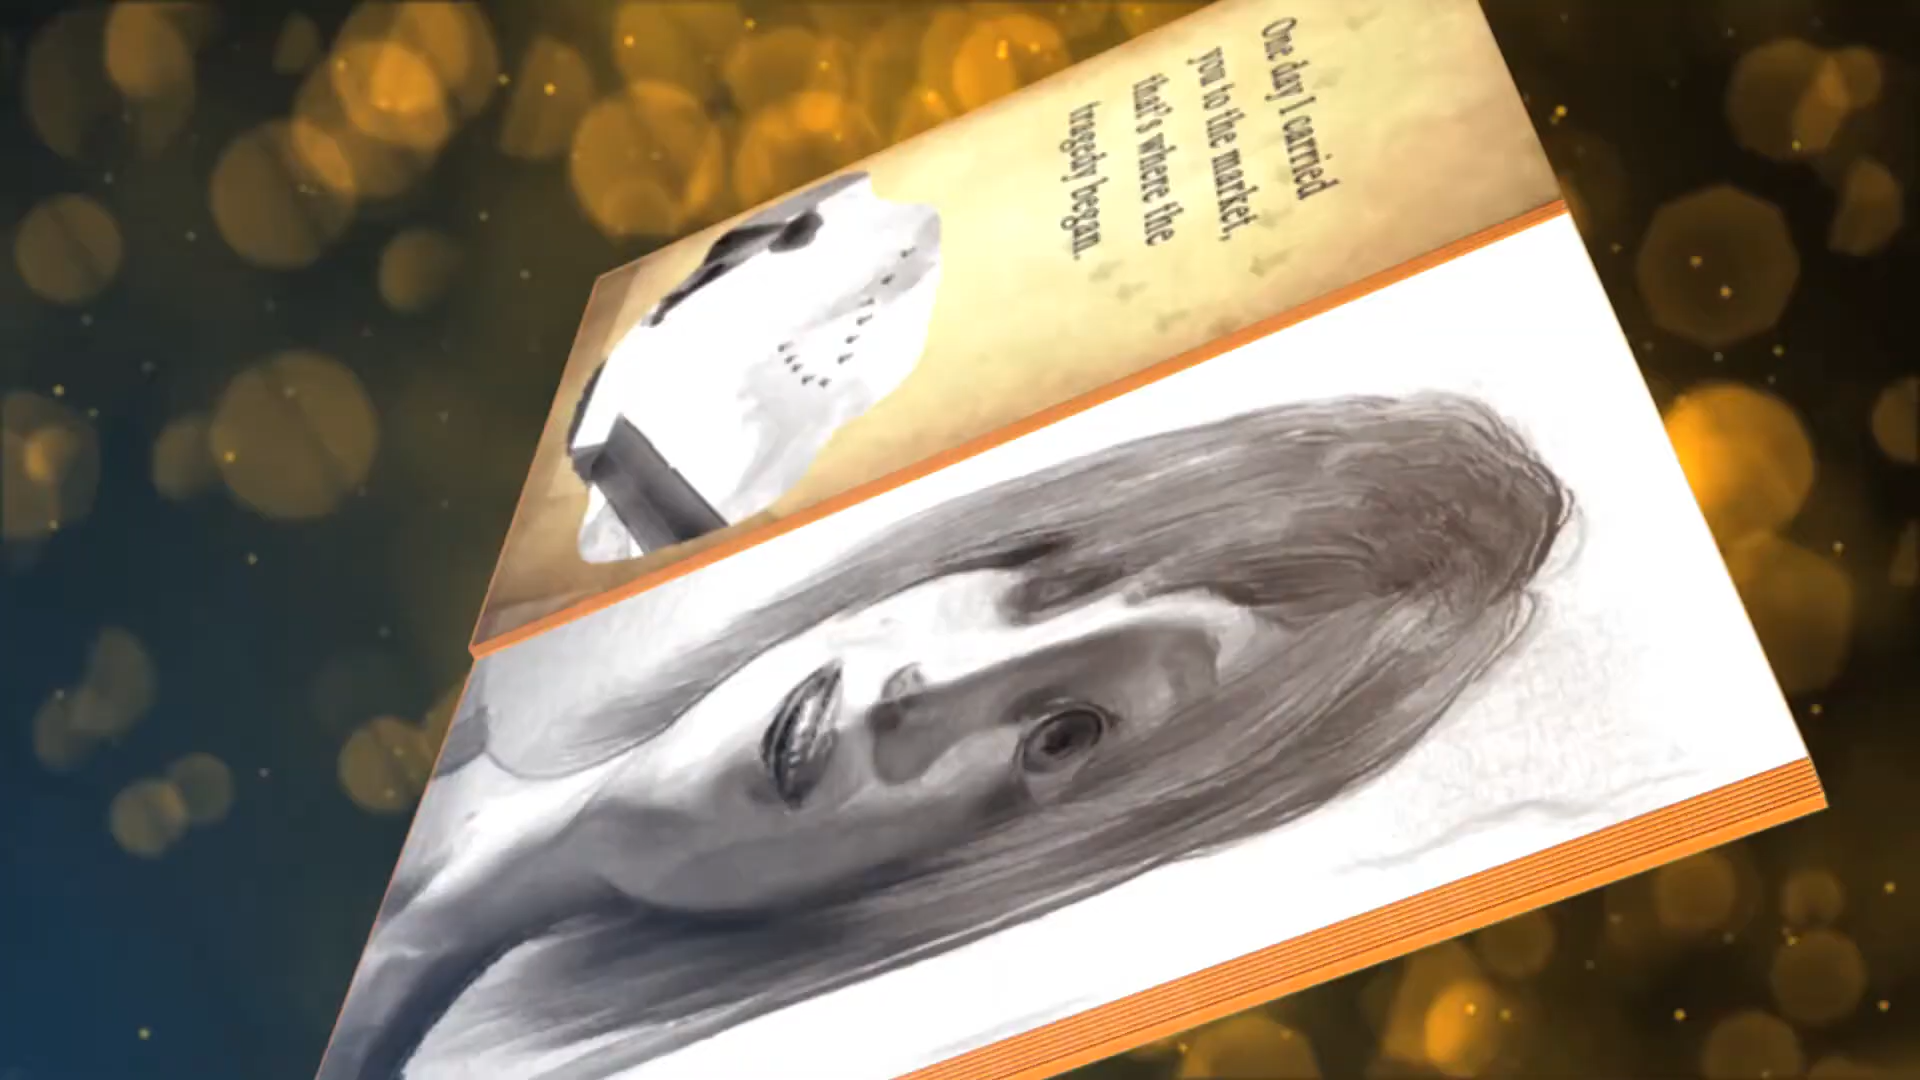 One day I carried
you to the market,
that's where the
tragedy began.